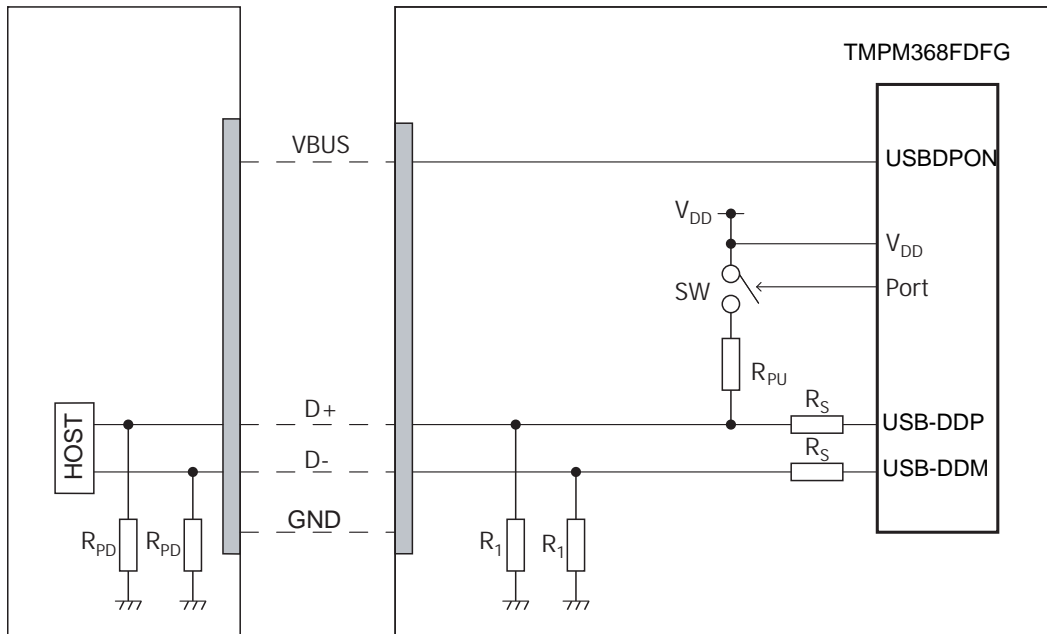 TMPM368FDFG
VBUS
USBDPON
VDD
VDD
SW
Port
RPU
HOST
D+
RS
USB-DDP
D-
RS
USB-DDM
GND
RPD
RPD
R1
R1